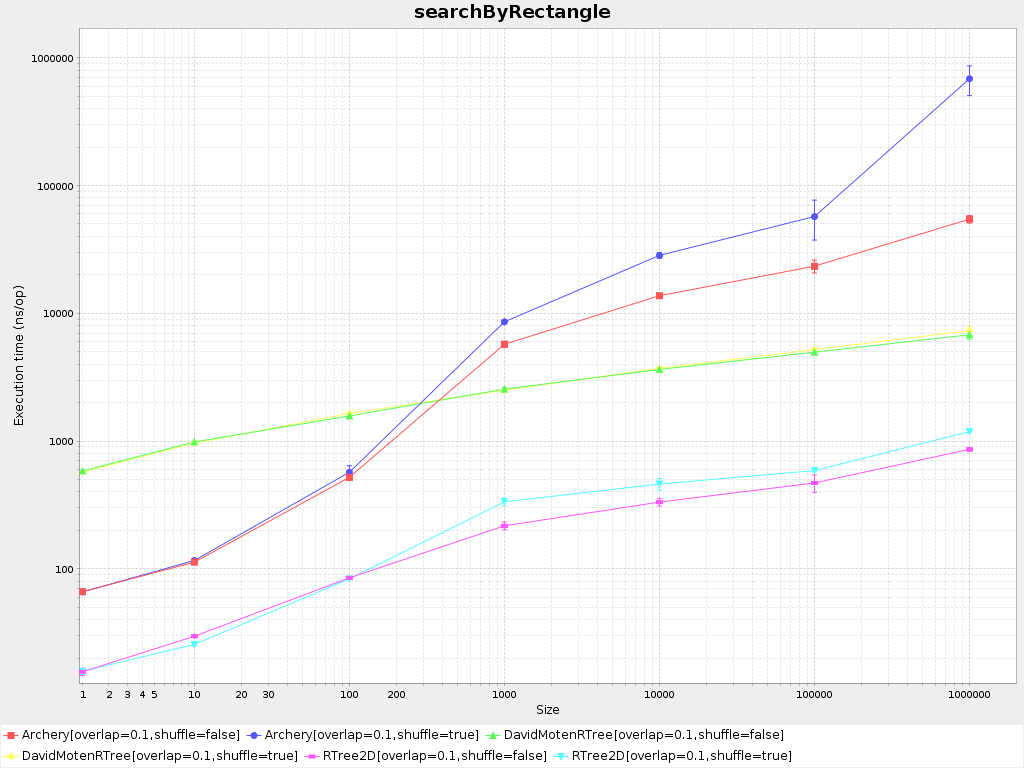 searchByRectangle
1000000
100000
10000
1000
100
Execution time (ns/op)
1 2 3 4 5 10 20 30 100 200 1000 10000 100000 1000000
Size
Archery[overlap=0.1,shuffle=false] Archery[overlap=0.1,shuffle=true] DavidMotenRTree[overlap=0.1,shuffle=false]
DavidMotenRTree[overlap=0.1,shuffle=true] RTree2D[overlap=0.1,shuffle=false] RTree2D[overlap=0.1,shuffle=true]